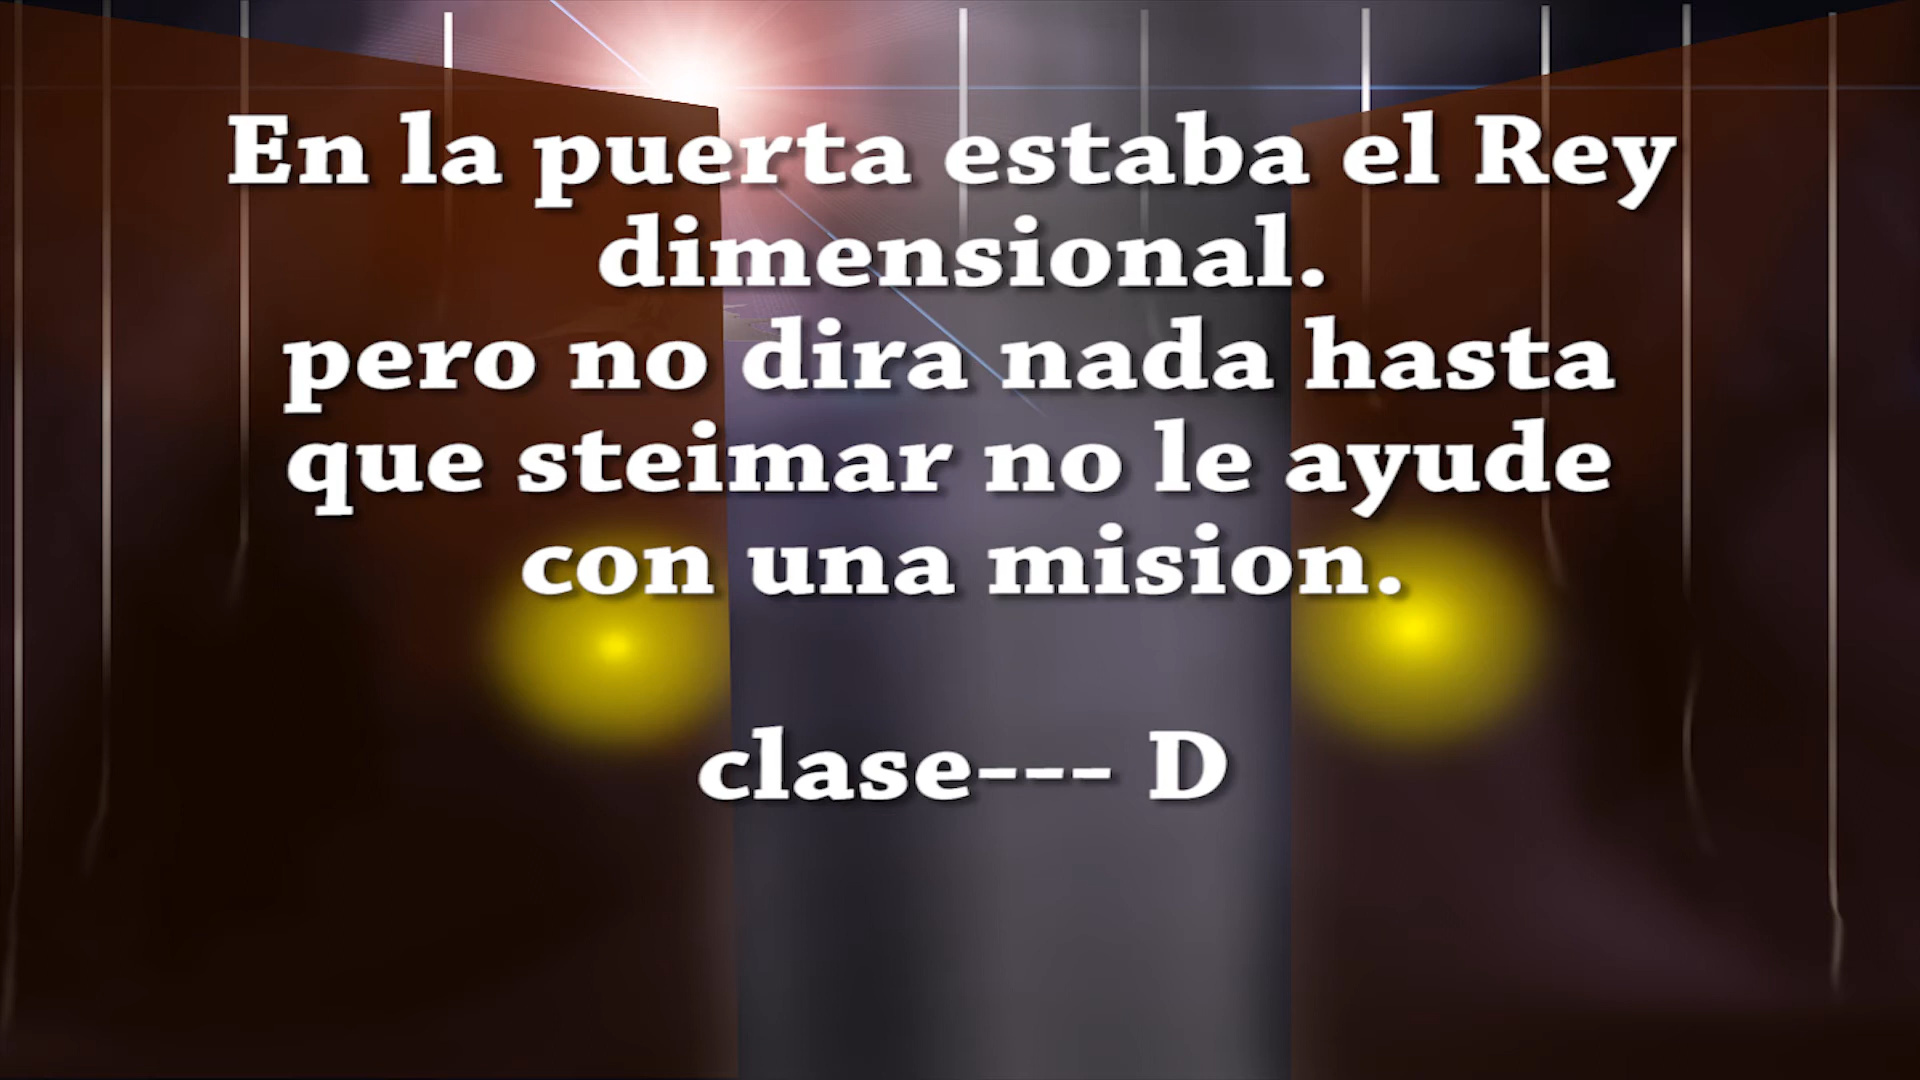 En la puerta estaba el Rey
dimensional.
pero no dira nada hasta
que steimar no le ayude
con una mision.
clase--- D